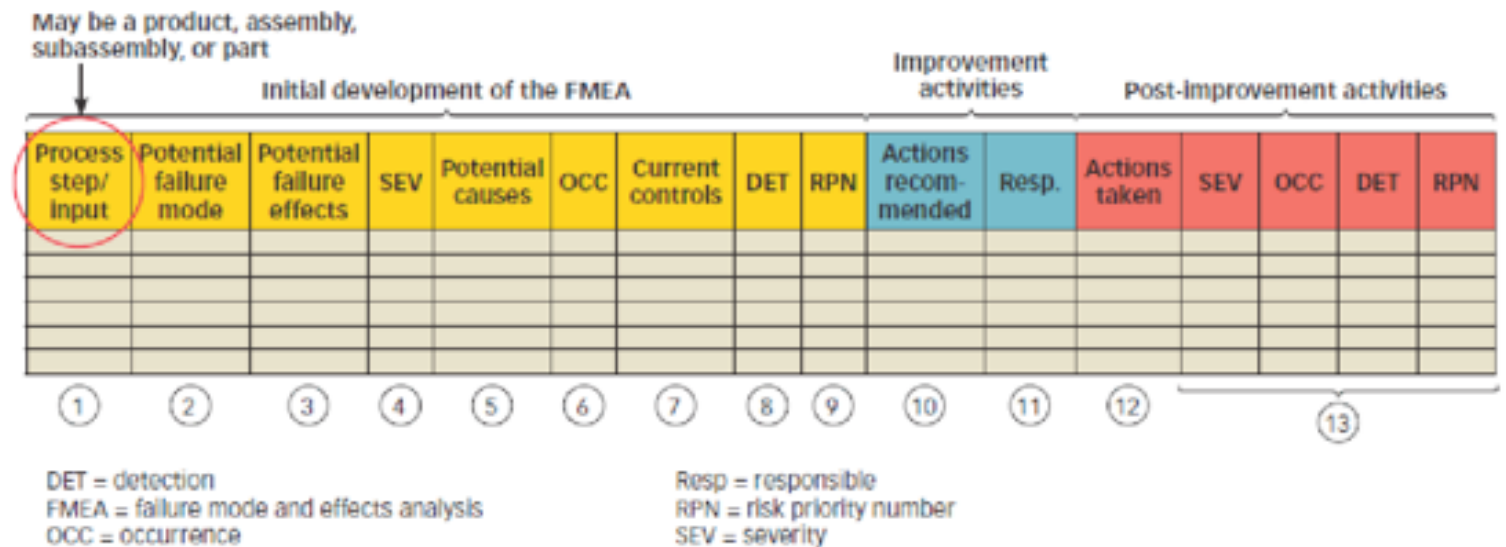 May be a product, assembly,
subassembly, or part
Initial development of the FMEA
Improvement
activities
Post-improvement activities
Process
step/
input
Potential
failure
mode
Potential
failure
effects
SEV
Potential
causes
OCC
Current
controls
DET
RPN
Actions
recom-
mended
Resp.
Actions
taken
SEV
OCC
DET
RPN
1 2 3 4 5 6 7 8 9 10 11 12 13
DET = detection
FMEA = failure mode and effects analysis
OCC = occurrence
Resp = responsible
RPN = risk priority number
SEV = severity